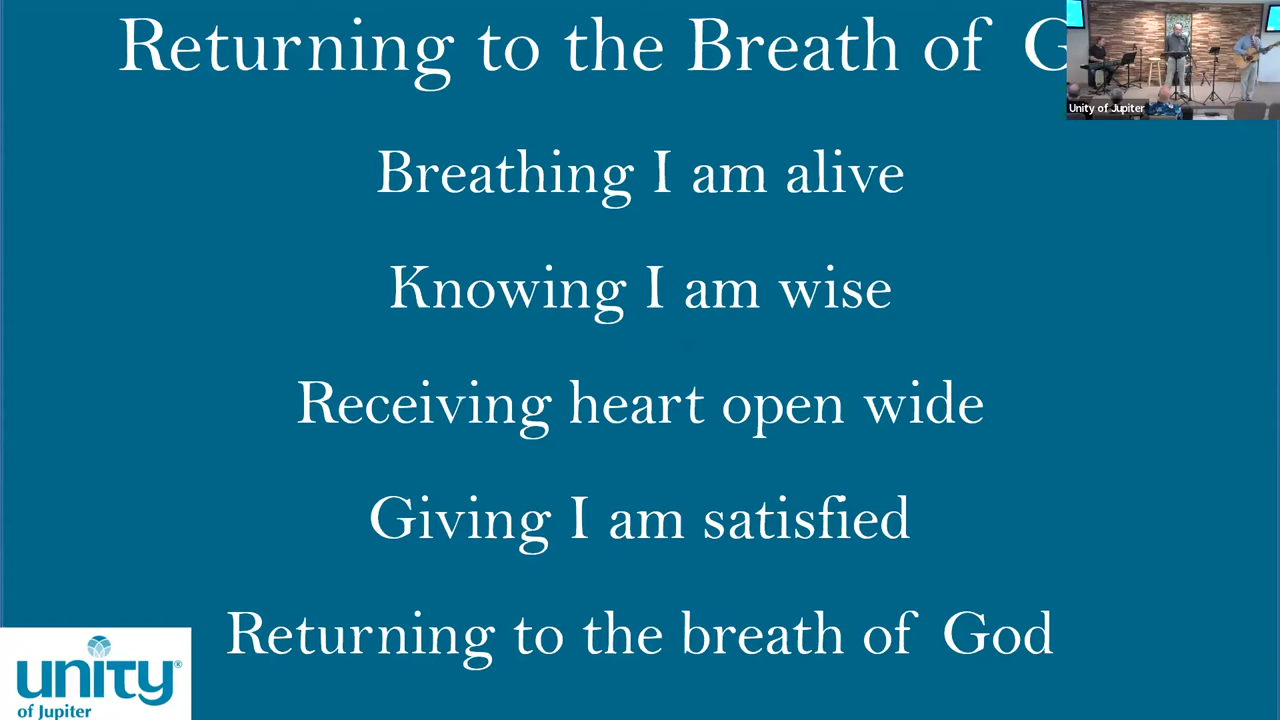 Returning to the Breath of G
Unity of Jupiter
Breathing I am alive
Knowing I am wise
Receiving heart open wide
Giving I am satisfied
Returning to the breath of God
unity®
of Jupiter